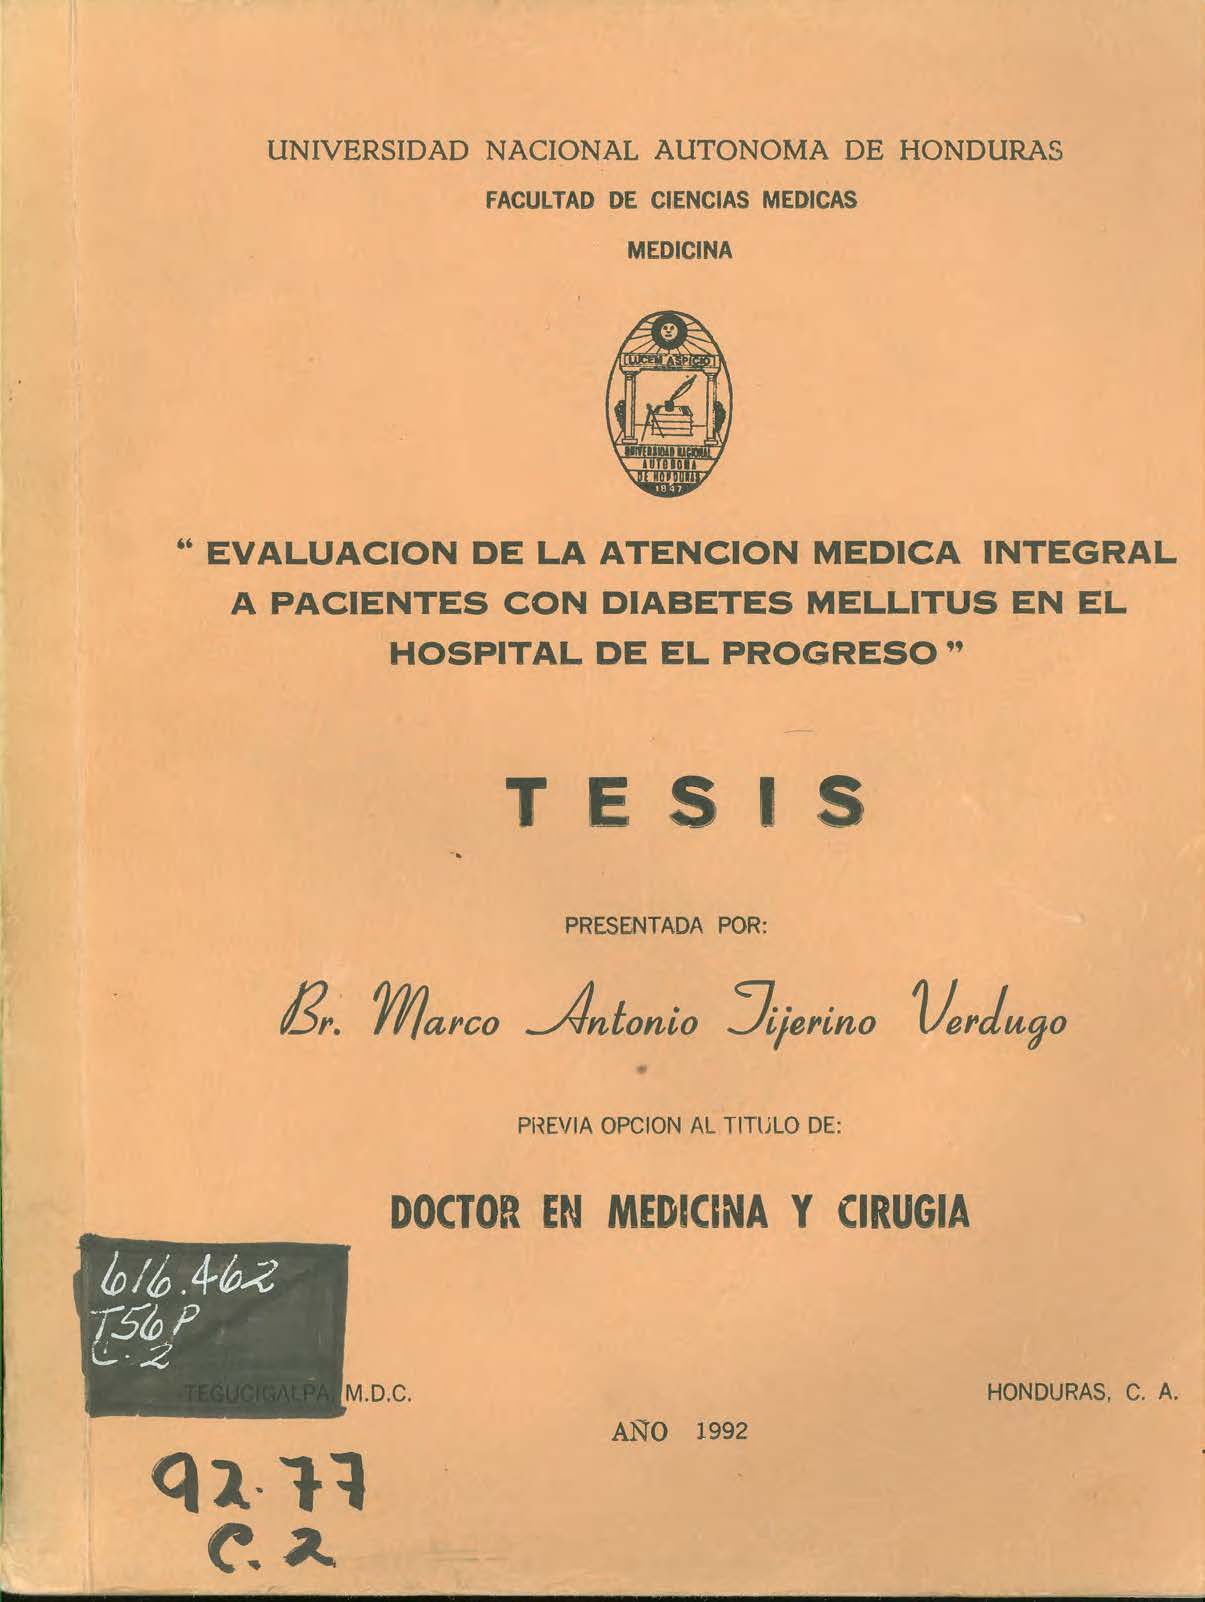 UNIVERSIDAD NACIONAL AUTONOMA DE HONDURAS
FACULTAD DE CIENCIAS MEDICAS
MEDICINA
LUCEM ASPICIO
UNIVERSIDAD NACIONAL
AUTONOMA
DE HONDURAS
1847
“ EVALUACION DE LA ATENCION MEDICA INTEGRAL
A PACIENTES CON DIABETES MELLITUS EN EL
HOSPITAL DE EL PROGRESO ”
TESIS
PRESENTADA POR:
Br. Marco Antonio Tijerino Verdugo
PREVIA OPCION AL TITULO DE:
DOCTOR EN MEDICINA Y CIRUGIA
616.462
T56P
C. 2
TEGUCIGALPA, M.D.C. HONDURAS, C. A.
AÑO 1992
92.77
C. 2